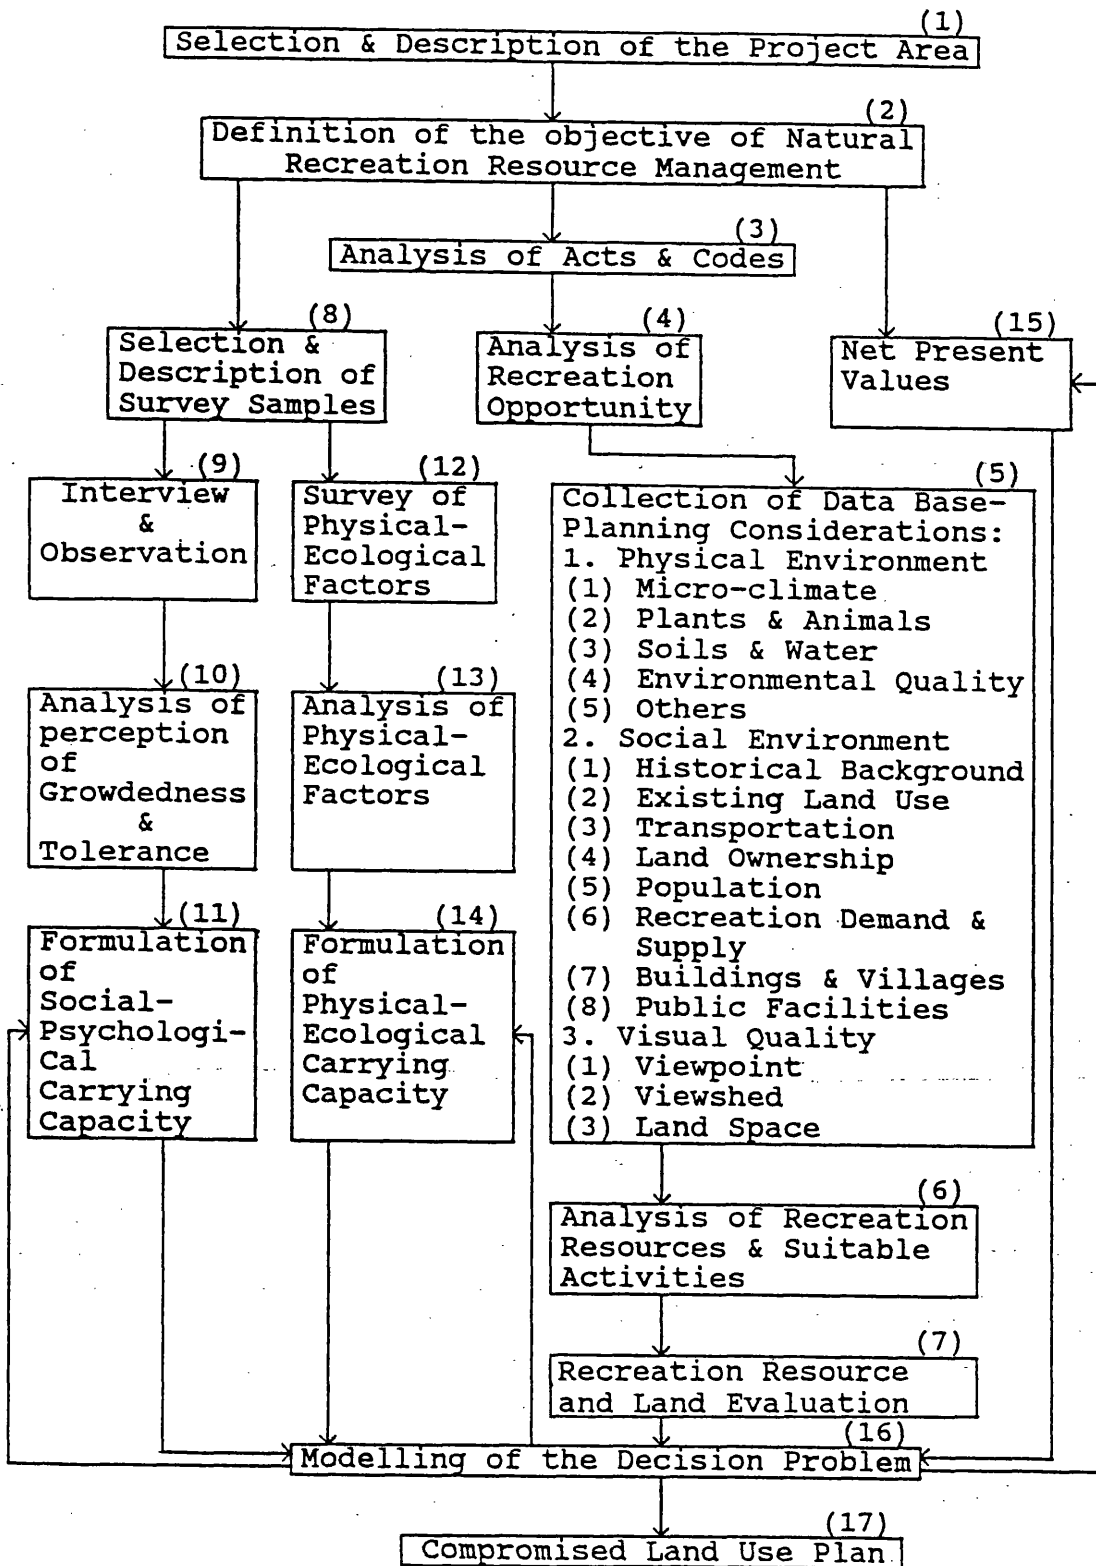 (1)
Selection & Description of the Project Area
(2)
Definition of the objective of Natural
Recreation Resource Management
(3)
Analysis of Acts & Codes
(8)
Selection &
Description of
Survey Samples
(4)
Analysis of
Recreation
Opportunity
(15)
Net Present
Values
(9)
Interview
&
Observation
(12)
Survey of
Physical-
Ecological
Factors
(5)
Collection of Data Base-
Planning Considerations:
1. Physical Environment
(1) Micro-climate
(2) Plants & Animals
(3) Soils & Water
(4) Environmental Quality
(5) Others
2. Social Environment
(1) Historical Background
(2) Existing Land Use
(3) Transportation
(4) Land Ownership
(5) Population
(6) Recreation Demand &
Supply
(7) Buildings & Villages
(8) Public Facilities
3. Visual Quality
(1) Viewpoint
(2) Viewshed
(3) Land Space
(10)
Analysis of
perception
of
Growdedness
&
Tolerance
(13)
Analysis of
Physical-
Ecological
Factors
(11)
Formulation
of
Social-
Psychologi-
Cal
Carrying
Capacity
(14)
Formulation
of
Physical-
Ecological
Carrying
Capacity
(6)
Analysis of Recreation
Resources & Suitable
Activities
(7)
Recreation Resource
and Land Evaluation
(16)
Modelling of the Decision Problem
(17)
Compromised Land Use Plan